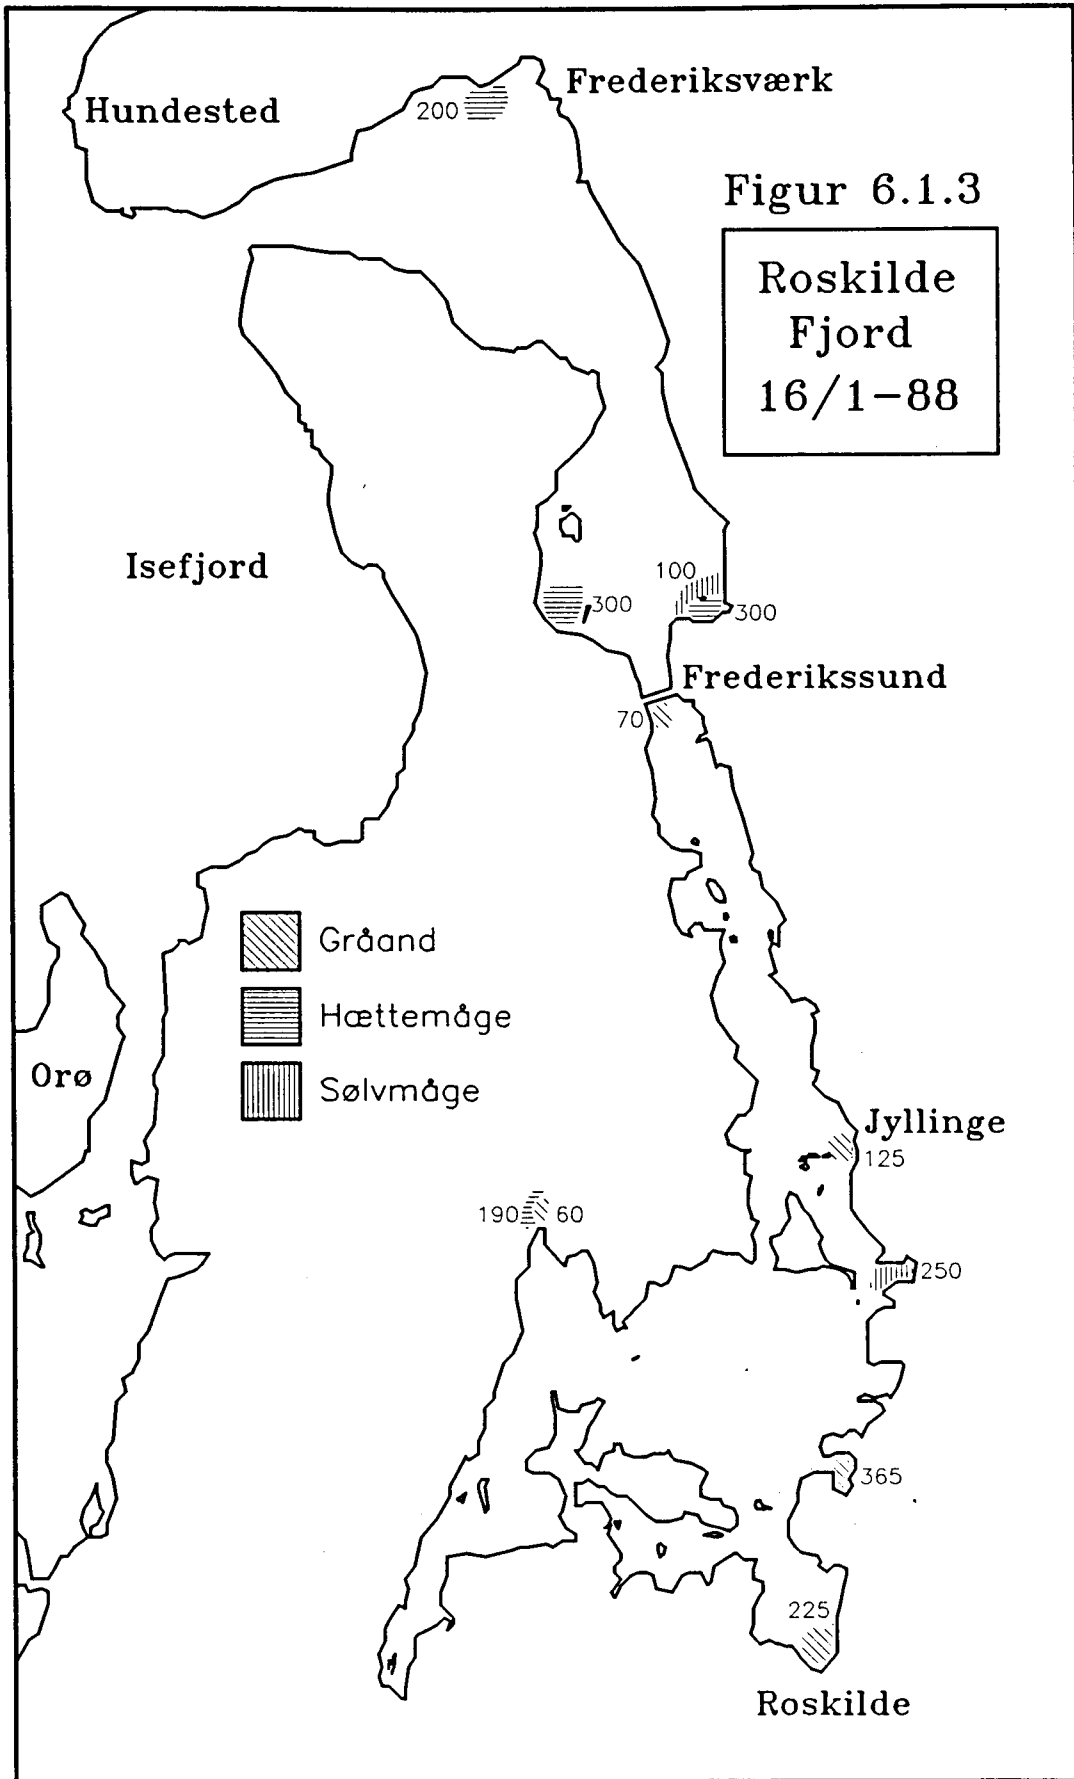 Frederiksværk
Hundested
200
Figur 6.1.3
Roskilde
Fjord
16/1-88
Isefjord
100
300
300
Frederikssund
70
Gråand
Hættemåge
Orø
Sølvmåge
Jyllinge
125
190
60
250
365
225
Roskilde